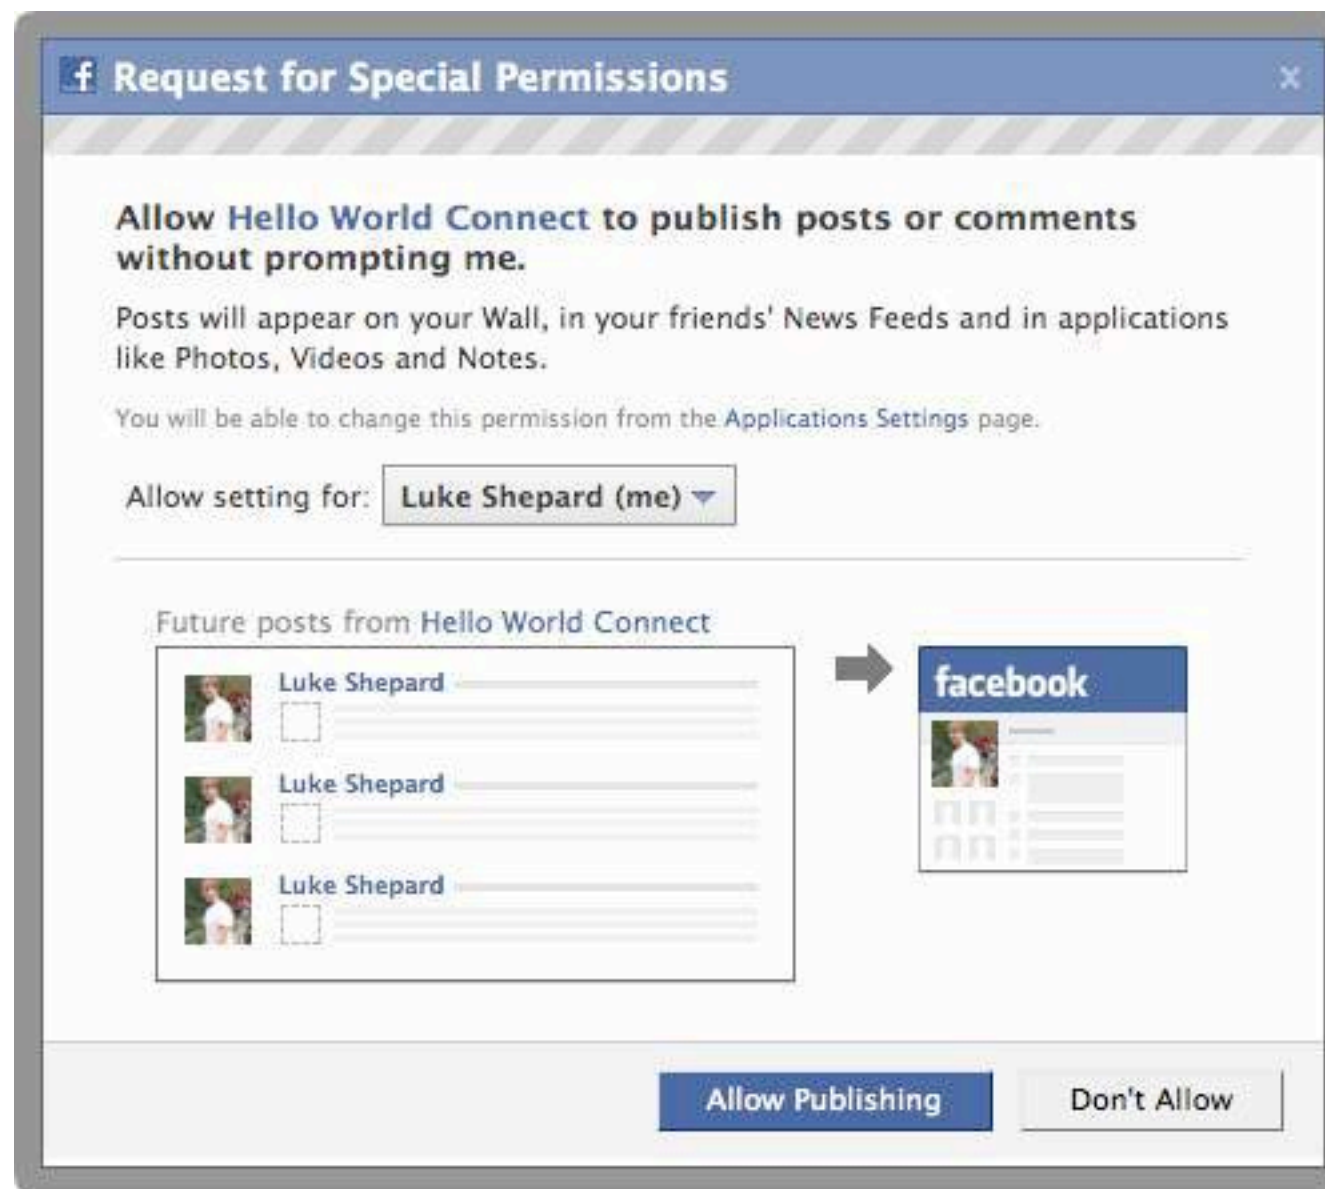 f Request for Special Permissions x
Allow Hello World Connect to publish posts or comments
without prompting me.
Posts will appear on your Wall, in your friends' News Feeds and in applications
like Photos, Videos and Notes.
You will be able to change this permission from the Applications Settings page.
Allow setting for: Luke Shepard (me)
Future posts from Hello World Connect
Luke Shepard
Luke Shepard
Luke Shepard
facebook
Allow Publishing Don't Allow